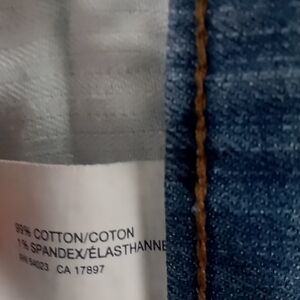 99% COTTON/COTON
1% SPANDEX/ÉLASTHANNE
RN 54023 CA 17897